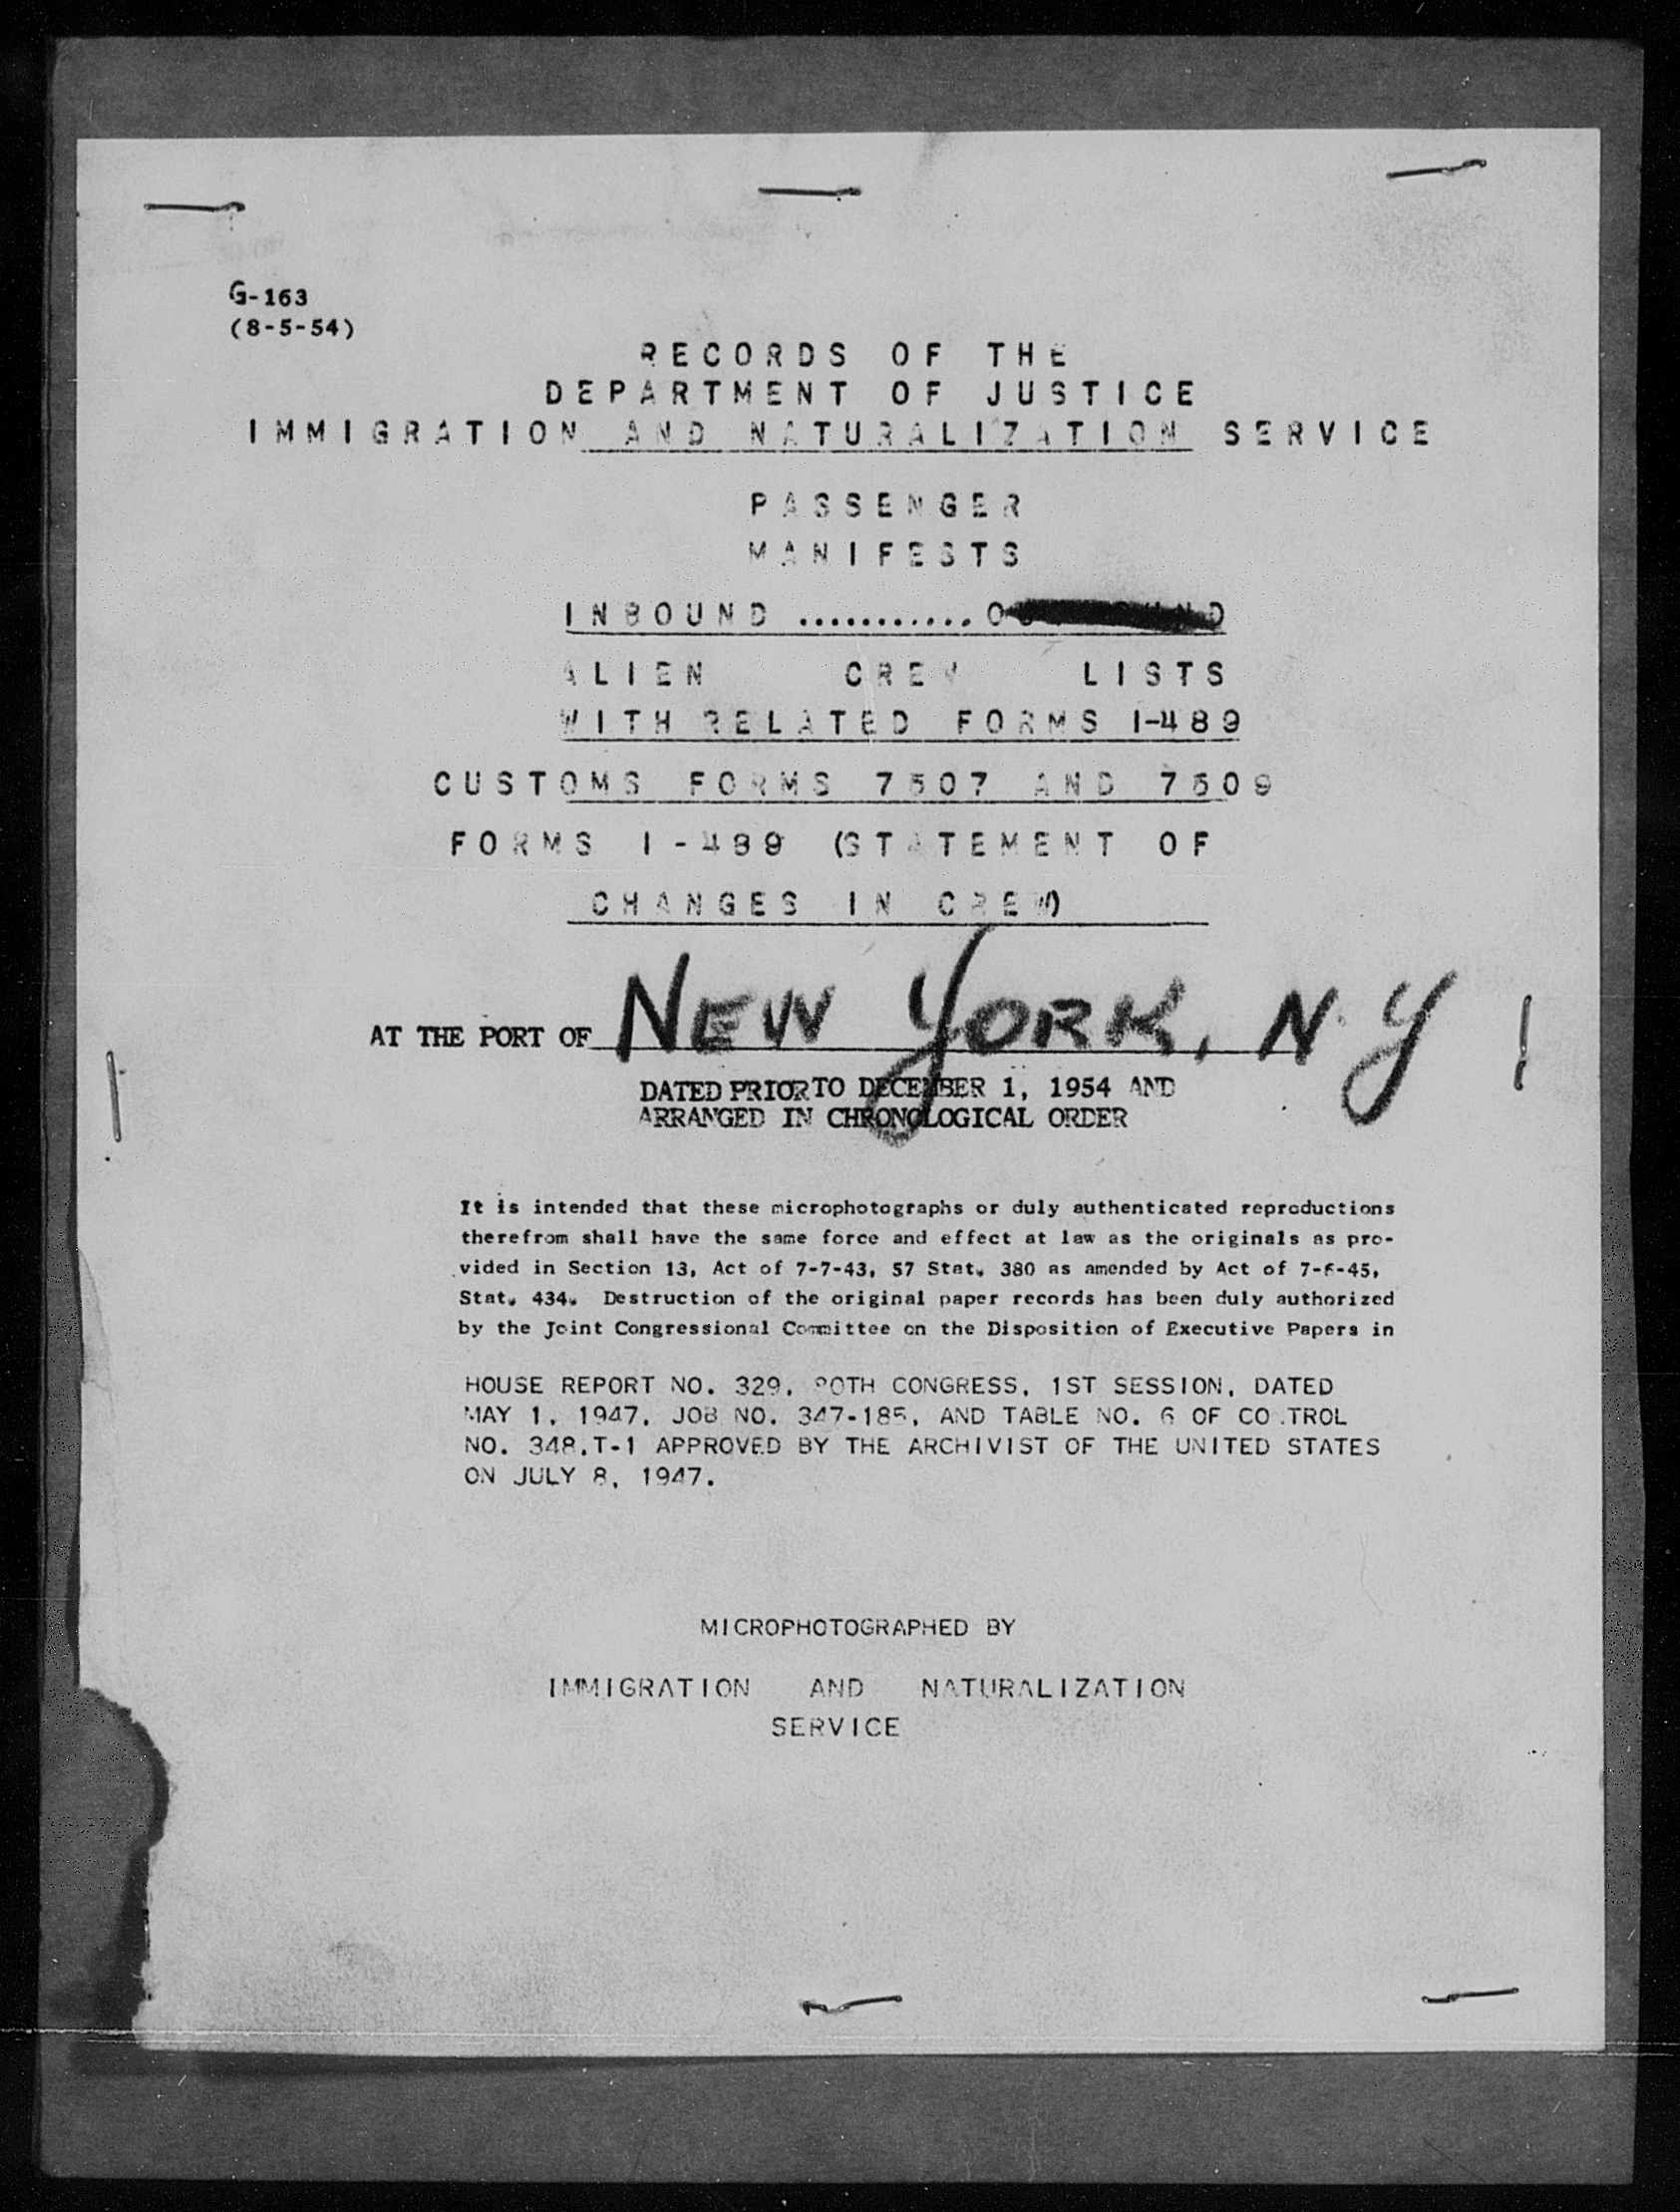 G-163
(8-5-54)
RECORDS OF THE
DEPARTMENT OF JUSTICE
IMMIGRATION AND NATURALIZATION SERVICE
PASSENGER
MANIFESTS
INBOUND ...........
ALIEN CREW LISTS
WITH RELATED FORMS I-489
CUSTOMS FORMS 7507 AND 7509
FORMS I-489 (STATEMENT OF
CHANGES IN CREW)
AT THE PORT OF NEW YORK, N.Y
DATED PRIOR TO DECEMBER 1, 1954 AND
ARRANGED IN CHRONOLOGICAL ORDER
It is intended that these microphotographs or duly authenticated reproductions
therefrom shall have the same force and effect at law as the originals as pro-
vided in Section 13, Act of 7-7-43, 57 Stat. 380 as amended by Act of 7-6-45,
Stat. 434. Destruction of the original paper records has been duly authorized
by the Joint Congressional Committee on the Disposition of Executive Papers in
HOUSE REPORT NO. 329, 80TH CONGRESS, 1ST SESSION, DATED
MAY 1, 1947, JOB NO. 347-185, AND TABLE NO. 6 OF CONTROL
NO. 348.T-1 APPROVED BY THE ARCHIVIST OF THE UNITED STATES
ON JULY 8, 1947.
MICROPHOTOGRAPHED BY
IMMIGRATION AND NATURALIZATION
SERVICE